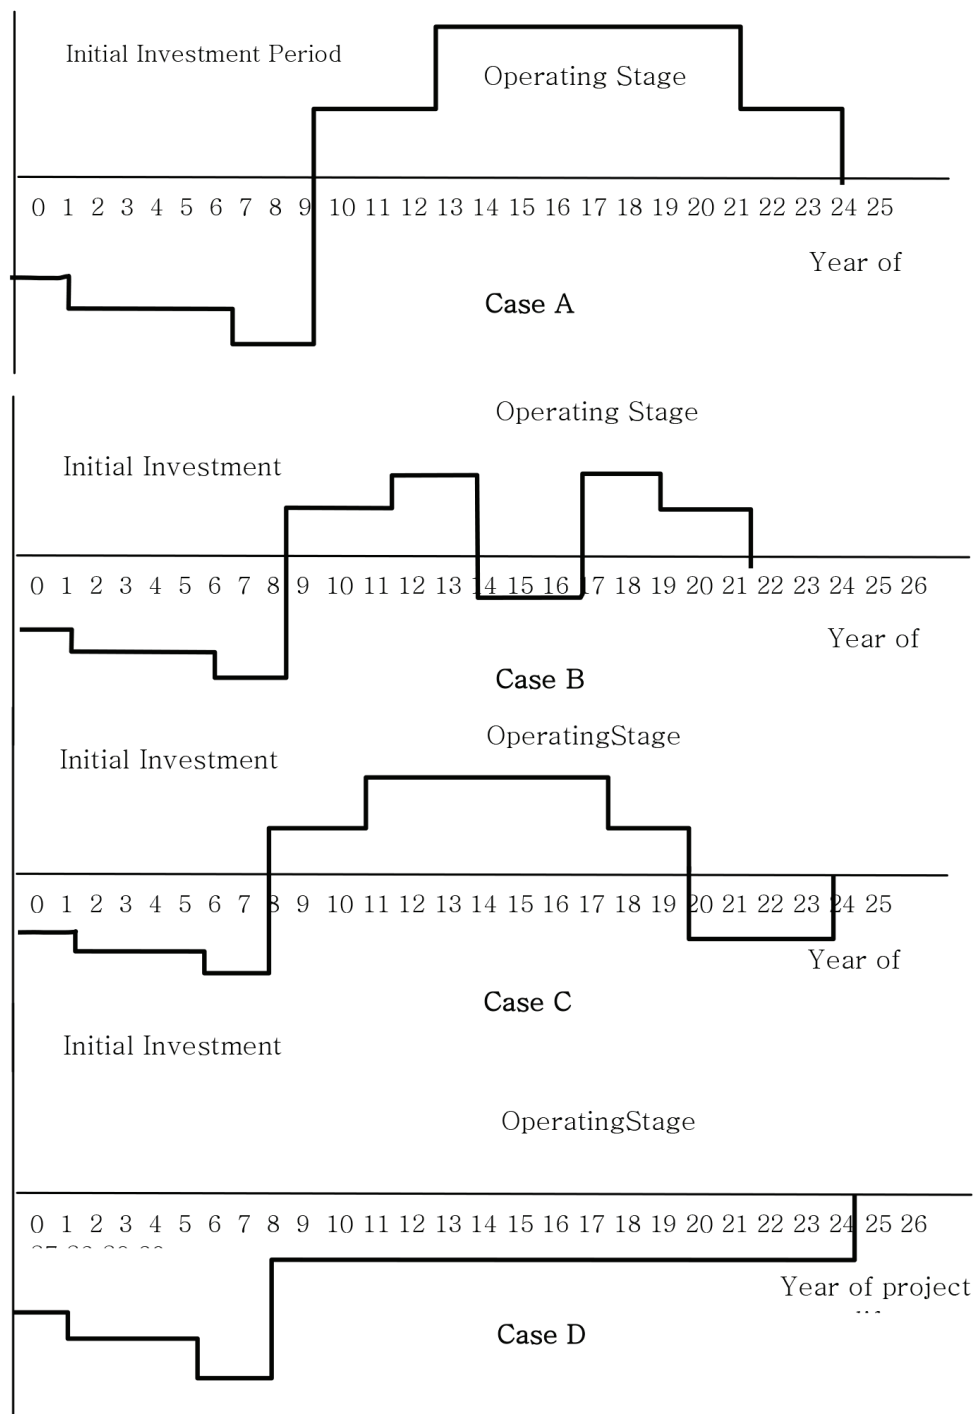 Initial Investment Period
Operating Stage
0 1 2 3 4 5 6 7 8 9 10 11 12 13 14 15 16 17 18 19 20 21 22 23 24 25
Year of
Case A
Operating Stage
Initial Investment
0 1 2 3 4 5 6 7 8 9 10 11 12 13 14 15 16 17 18 19 20 21 22 23 24 25 26
Year of
Case B
OperatingStage
Initial Investment
0 1 2 3 4 5 6 7 8 9 10 11 12 13 14 15 16 17 18 19 20 21 22 23 24 25
Year of
Case C
Initial Investment
OperatingStage
0 1 2 3 4 5 6 7 8 9 10 11 12 13 14 15 16 17 18 19 20 21 22 23 24 25 26
Year of project
Case D